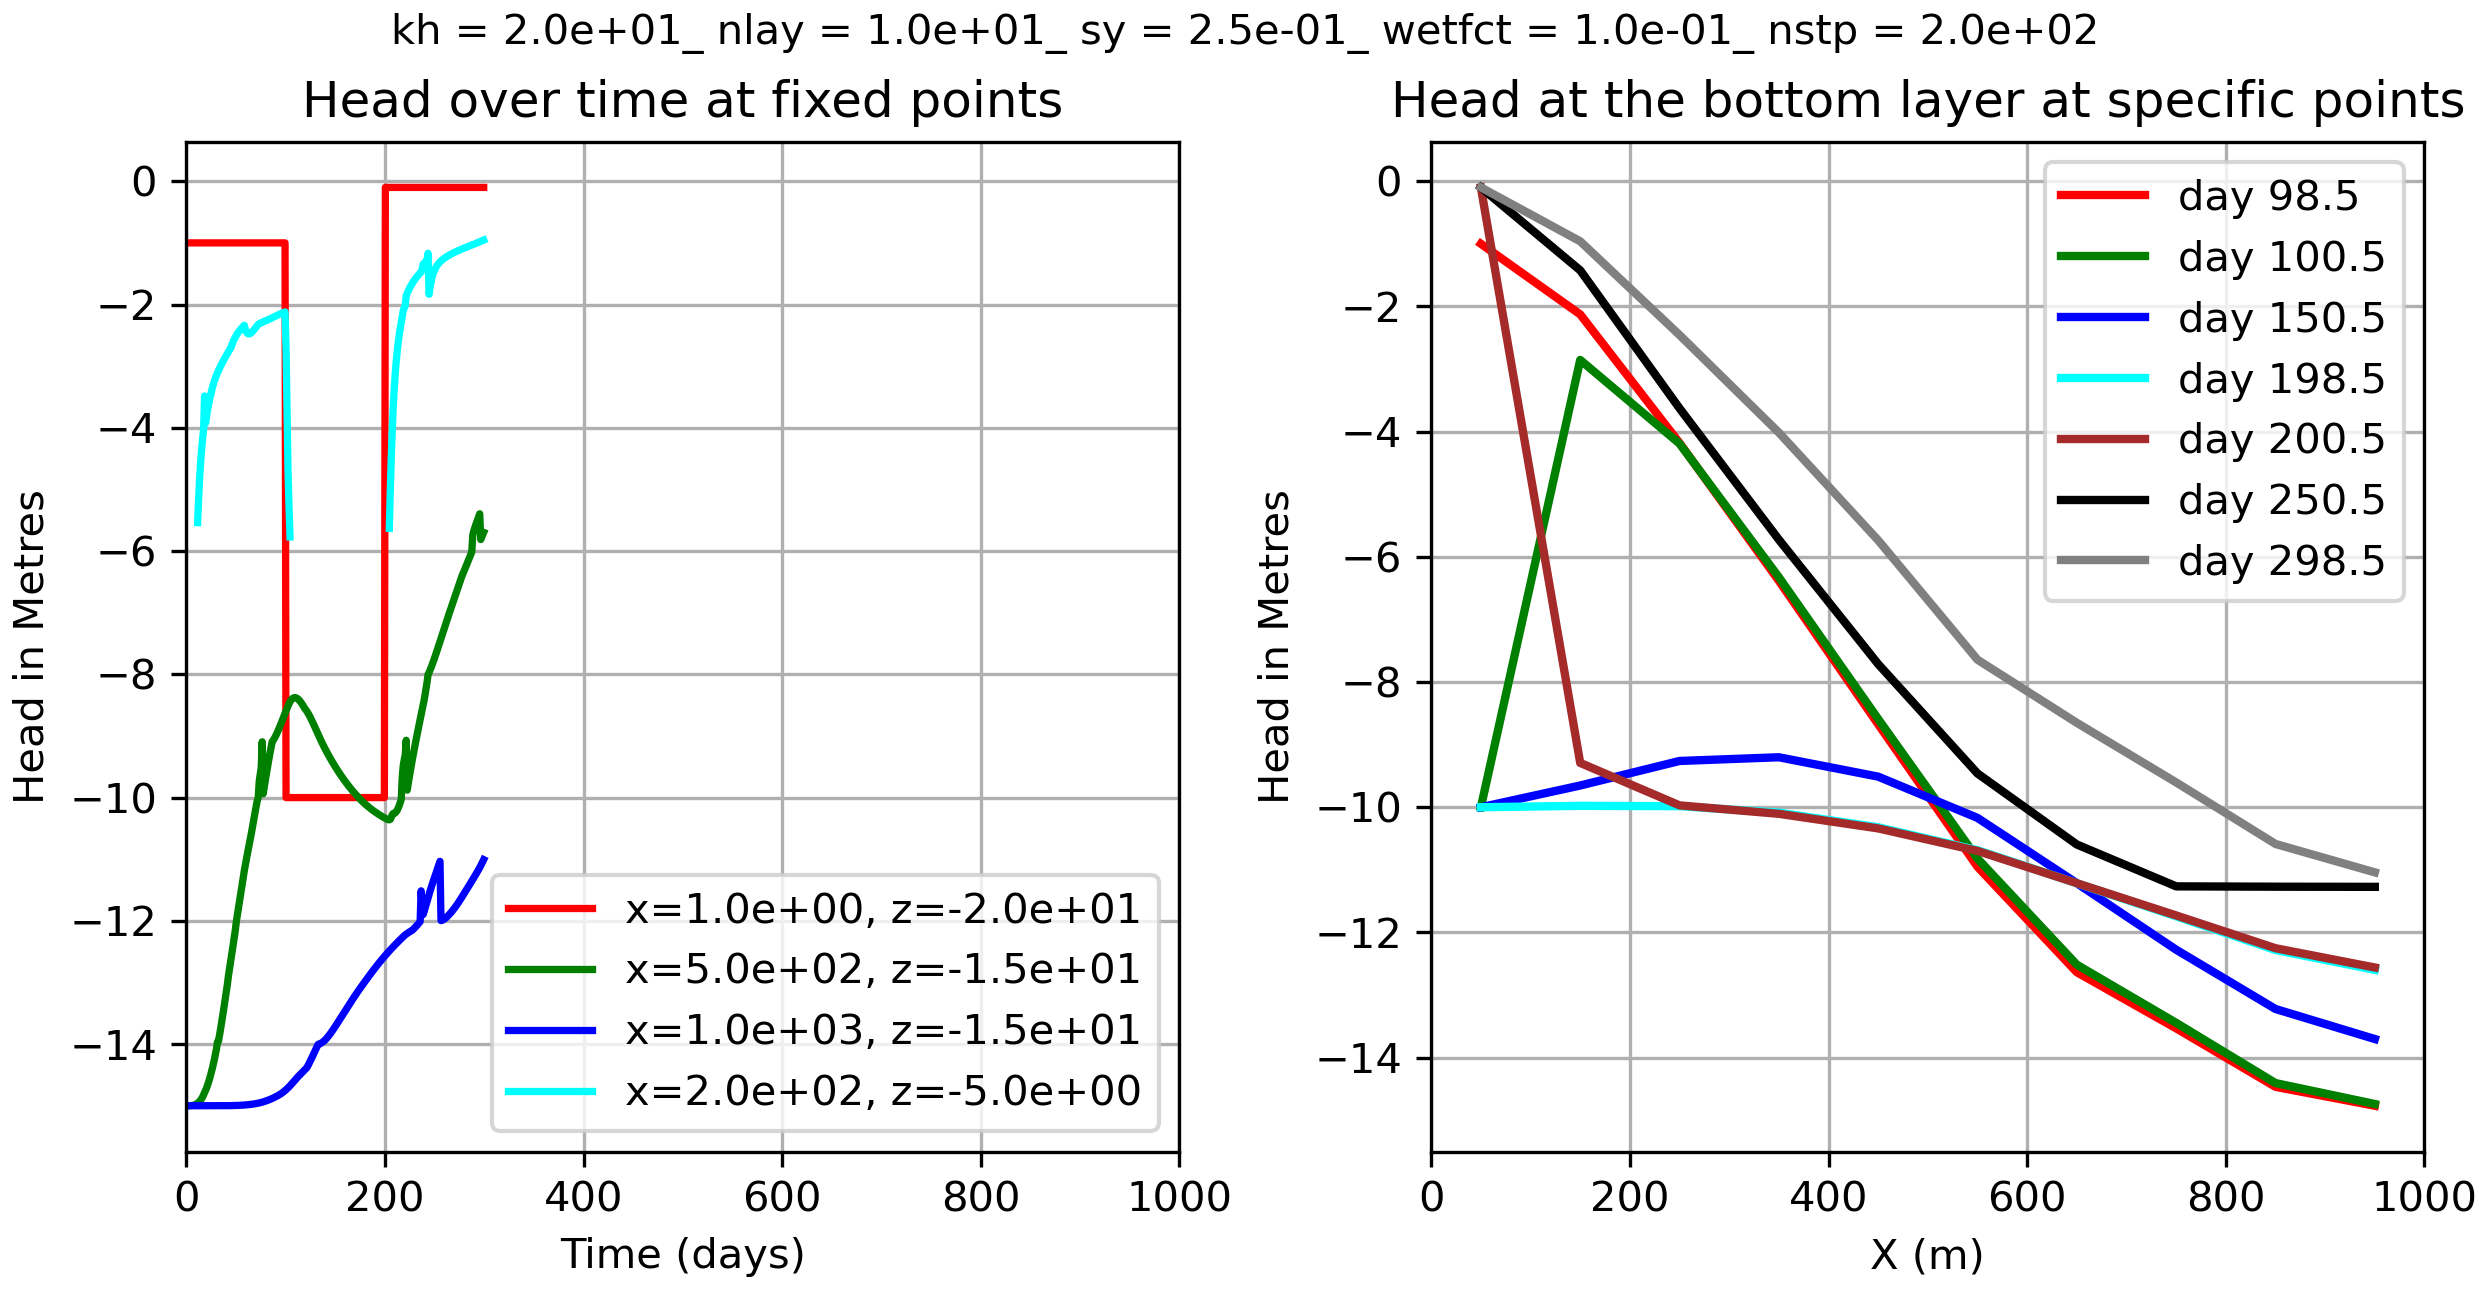 kh = 2.0e+01_ nlay = 1.0e+01_ sy = 2.5e-01_ wetfct = 1.0e-01_ nstp = 2.0e+02
Head over time at fixed points
Head in Metres
0
−2
−4
−6
−8
−10
−12
−14
x=1.0e+00, z=-2.0e+01
x=5.0e+02, z=-1.5e+01
x=1.0e+03, z=-1.5e+01
x=2.0e+02, z=-5.0e+00
0 200 400 600 800 1000
Time (days)
Head at the bottom layer at specific points
Head in Metres
0
−2
−4
−6
−8
−10
−12
−14
day 98.5
day 100.5
day 150.5
day 198.5
day 200.5
day 250.5
day 298.5
0 200 400 600 800 1000
X (m)